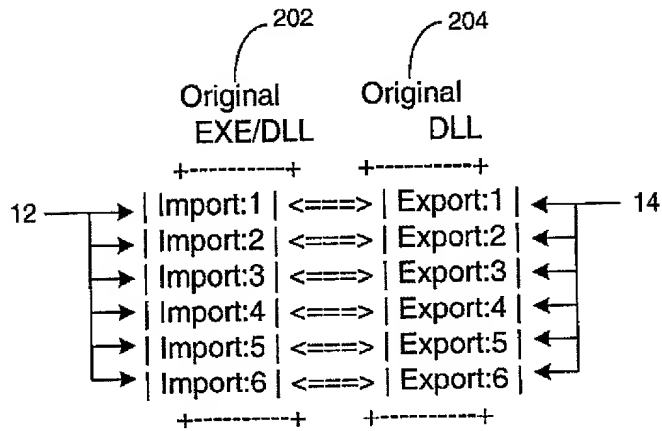 202 204
Original Original
EXE/DLL DLL
+-----------+ +-----------+
12 | Import:1 | <===> | Export:1 | 14
| Import:2 | <===> | Export:2 |
| Import:3 | <===> | Export:3 |
| Import:4 | <===> | Export:4 |
| Import:5 | <===> | Export:5 |
| Import:6 | <===> | Export:6 |
+-----------+ +-----------+